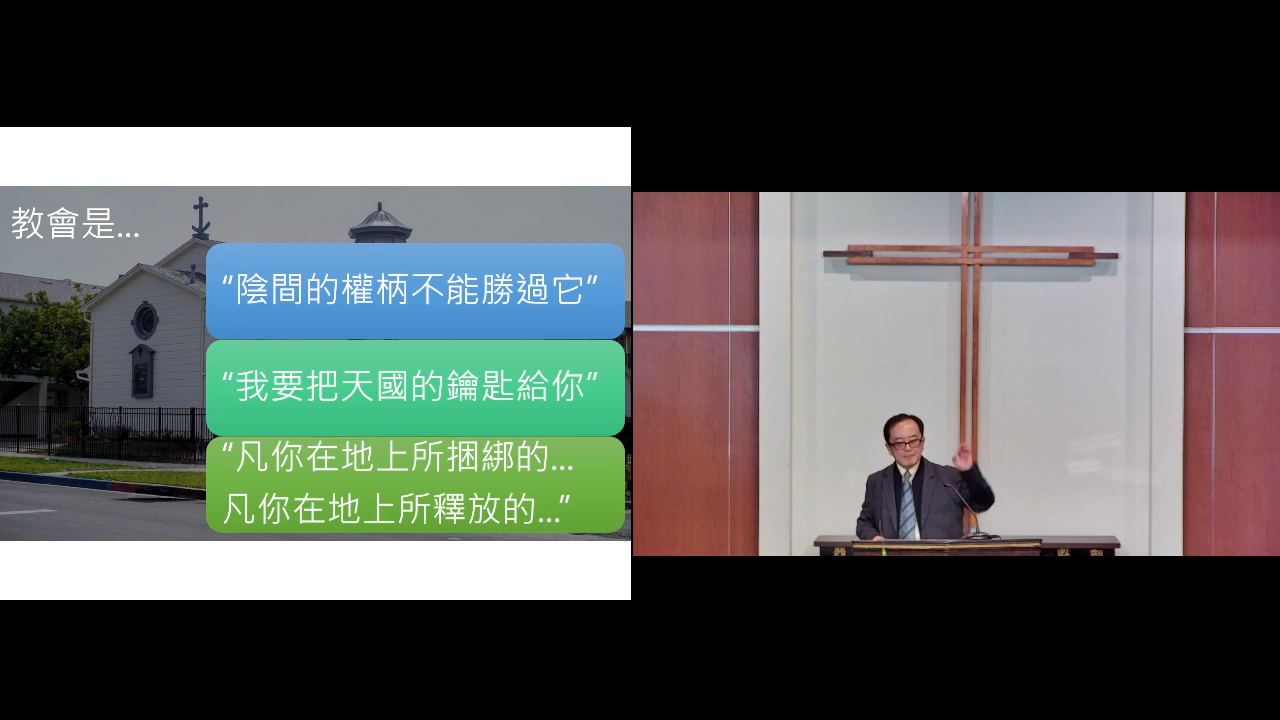 教會是...
“陰間的權柄不能勝過它”
“我要把天國的鑰匙給你”
“凡你在地上所捆綁的...
凡你在地上所釋放的...”